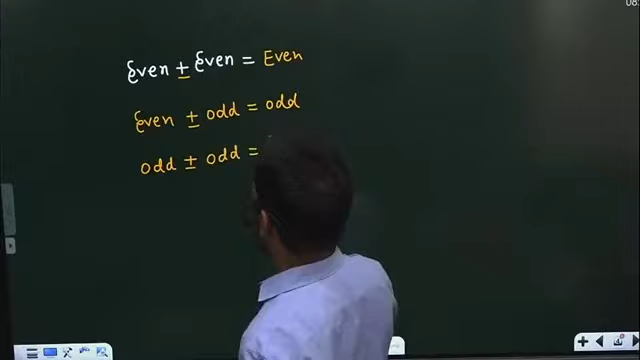 Even ± Even = Even
Even ± odd = odd
odd ± odd =